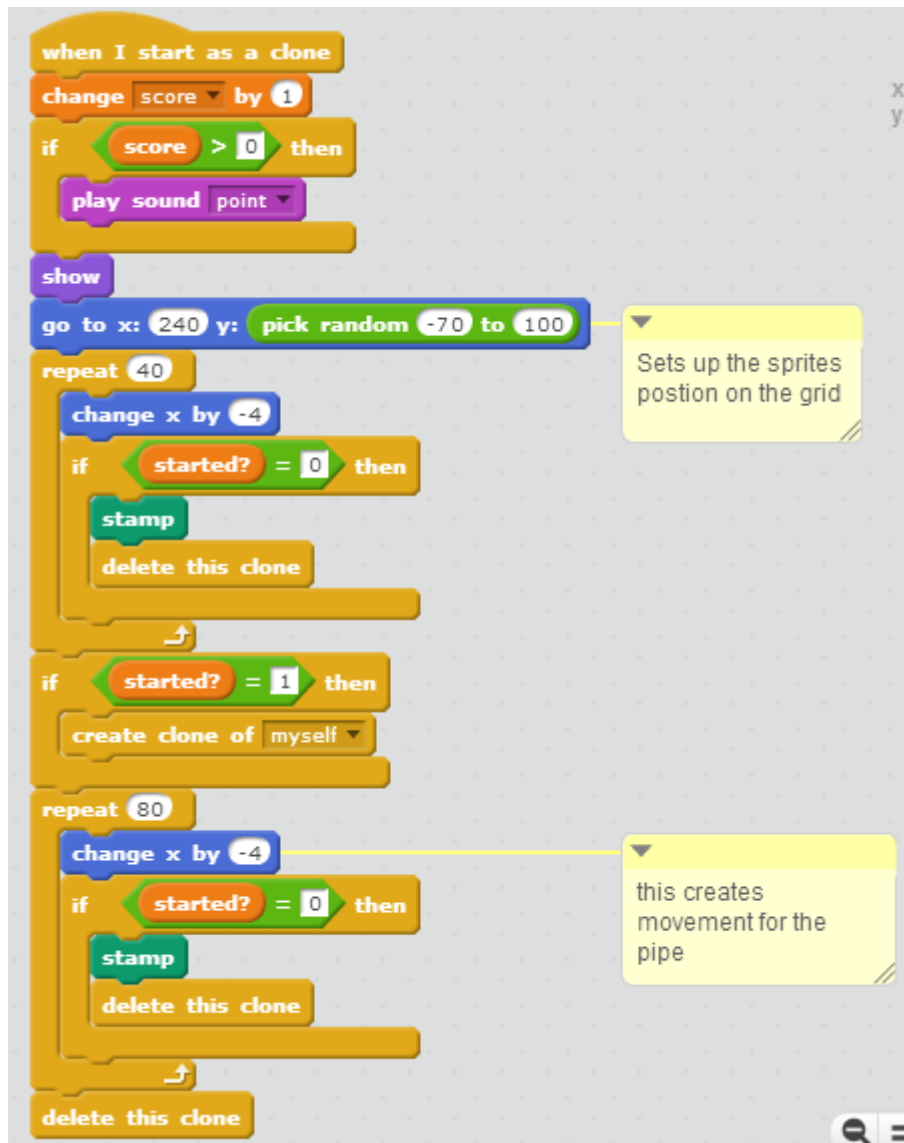 when I start as a clone
change score by 1
x
y
if score > 0 then
play sound point
show
go to x: 240 y: pick random -70 to 100
Sets up the sprites
postion on the grid
repeat 40
change x by -4
if started? = 0 then
stamp
delete this clone
if started? = 1 then
create clone of myself
repeat 80
change x by -4
this creates
movement for the
pipe
if started? = 0 then
stamp
delete this clone
delete this clone